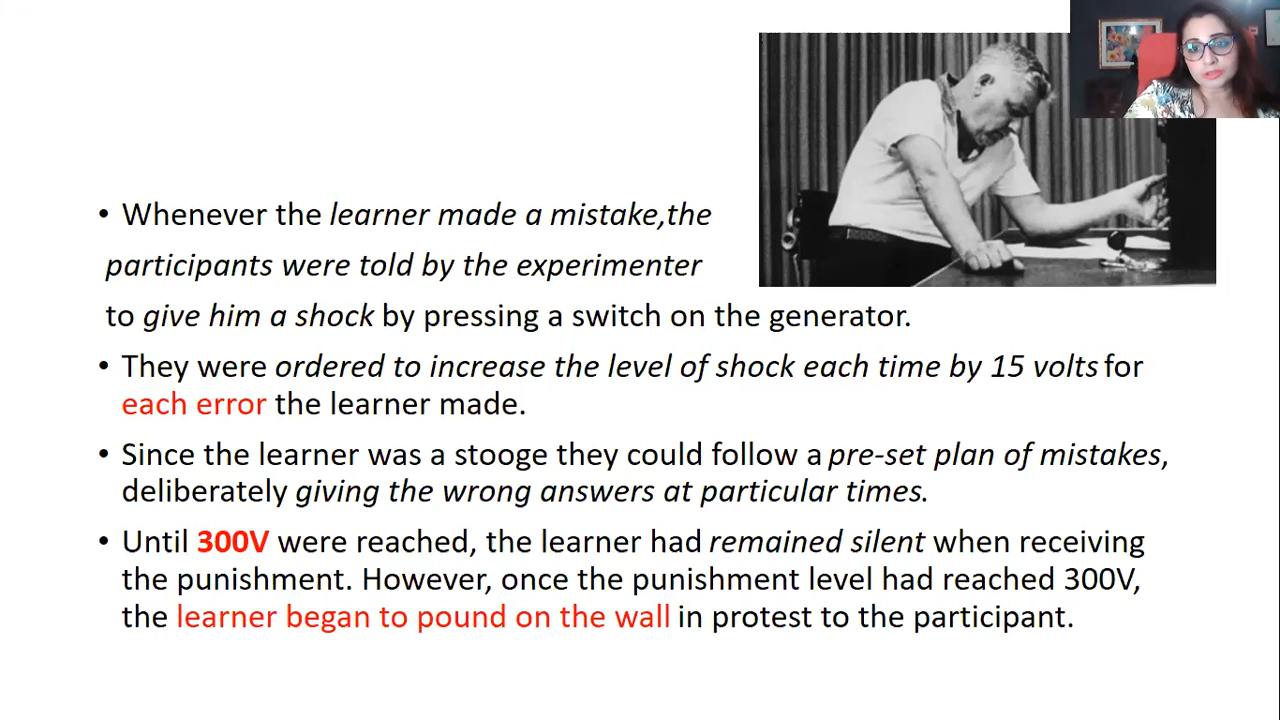 • Whenever the learner made a mistake,the
participants were told by the experimenter
to give him a shock by pressing a switch on the generator.
• They were ordered to increase the level of shock each time by 15 volts for
each error the learner made.
• Since the learner was a stooge they could follow a pre-set plan of mistakes,
deliberately giving the wrong answers at particular times.
• Until 300V were reached, the learner had remained silent when receiving
the punishment. However, once the punishment level had reached 300V,
the learner began to pound on the wall in protest to the participant.